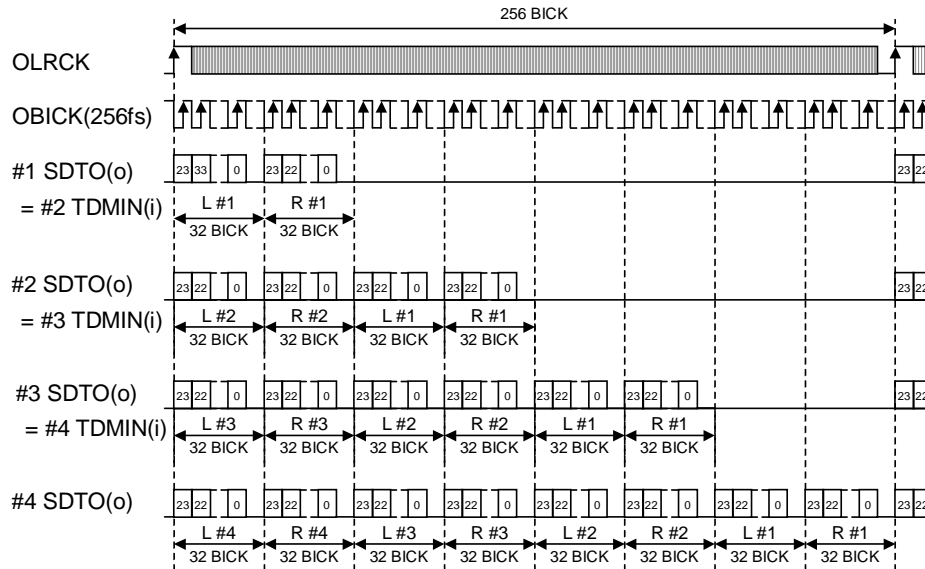 256 BICK
OLRCK
OBICK(256fs)
#1 SDTO(o)
23 33 0 23 22 0 23 22
= #2 TDMIN(i)
L #1 R #1
32 BICK 32 BICK
#2 SDTO(o)
23 22 0 23 22 0 23 22 0 23 22 0 23 22
= #3 TDMIN(i)
L #2 R #2 L #1 R #1
32 BICK 32 BICK 32 BICK 32 BICK
#3 SDTO(o)
23 22 0 23 22 0 23 22 0 23 22 0 23 22 0 23 22 0 23 22
= #4 TDMIN(i)
L #3 R #3 L #2 R #2 L #1 R #1
32 BICK 32 BICK 32 BICK 32 BICK 32 BICK 32 BICK
#4 SDTO(o)
23 22 0 23 22 0 23 22 0 23 22 0 23 22 0 23 22 0 23 22 0 23 22 0 23 22
L #4 R #4 L #3 R #3 L #2 R #2 L #1 R #1
32 BICK 32 BICK 32 BICK 32 BICK 32 BICK 32 BICK 32 BICK 32 BICK